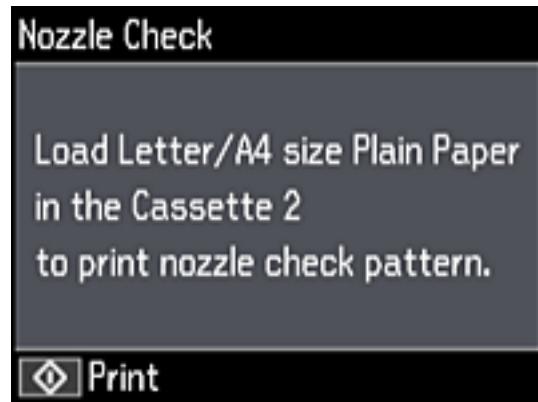 Nozzle Check
Load Letter/A4 size Plain Paper
in the Cassette 2
to print nozzle check pattern.
Print